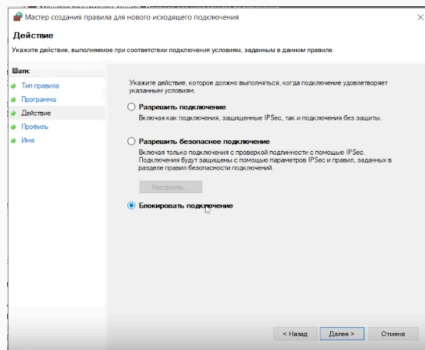 Мастер создания правила для нового исходящего подключения
Действие
Укажите действие, выполняемое при соответствии подключения условиям, заданным в данном правиле.
Шаги:
Тип правила
Программа
Действие
Профиль
Имя
Укажите действие, которое должно выполняться, когда подключение удовлетворяет
указанным условиям.
Разрешить подключение
Включая как подключения, защищенные IPSec, так и подключения без защиты.
Разрешить безопасное подключение
Включая только подключения с проверкой подлинности с помощью IPSec.
Подключения будут защищены с помощью параметров IPSec и правил, заданных в
разделе правил безопасности подключений.
Настроить...
Блокировать подключение
< Назад
Далее >
Отмена